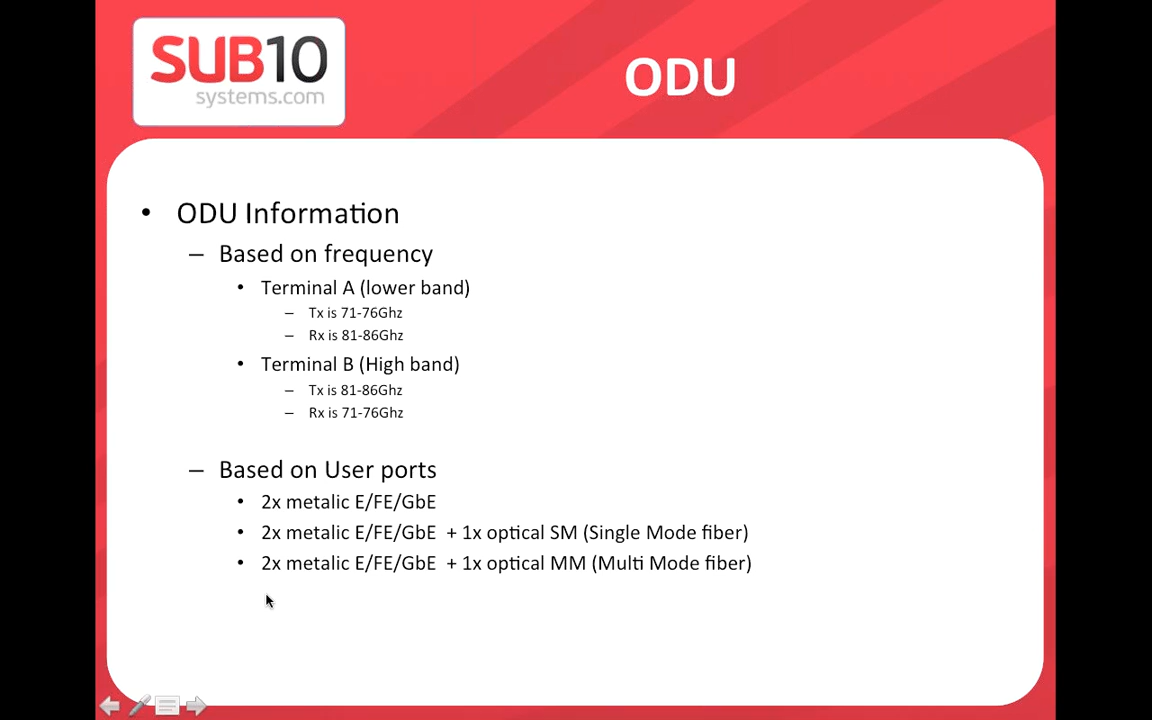 SUB10
systems.com
ODU
• ODU Information
– Based on frequency
• Terminal A (lower band)
– Tx is 71-76Ghz
– Rx is 81-86Ghz
• Terminal B (High band)
– Tx is 81-86Ghz
– Rx is 71-76Ghz
– Based on User ports
• 2x metalic E/FE/GbE
• 2x metalic E/FE/GbE + 1x optical SM (Single Mode fiber)
• 2x metalic E/FE/GbE + 1x optical MM (Multi Mode fiber)